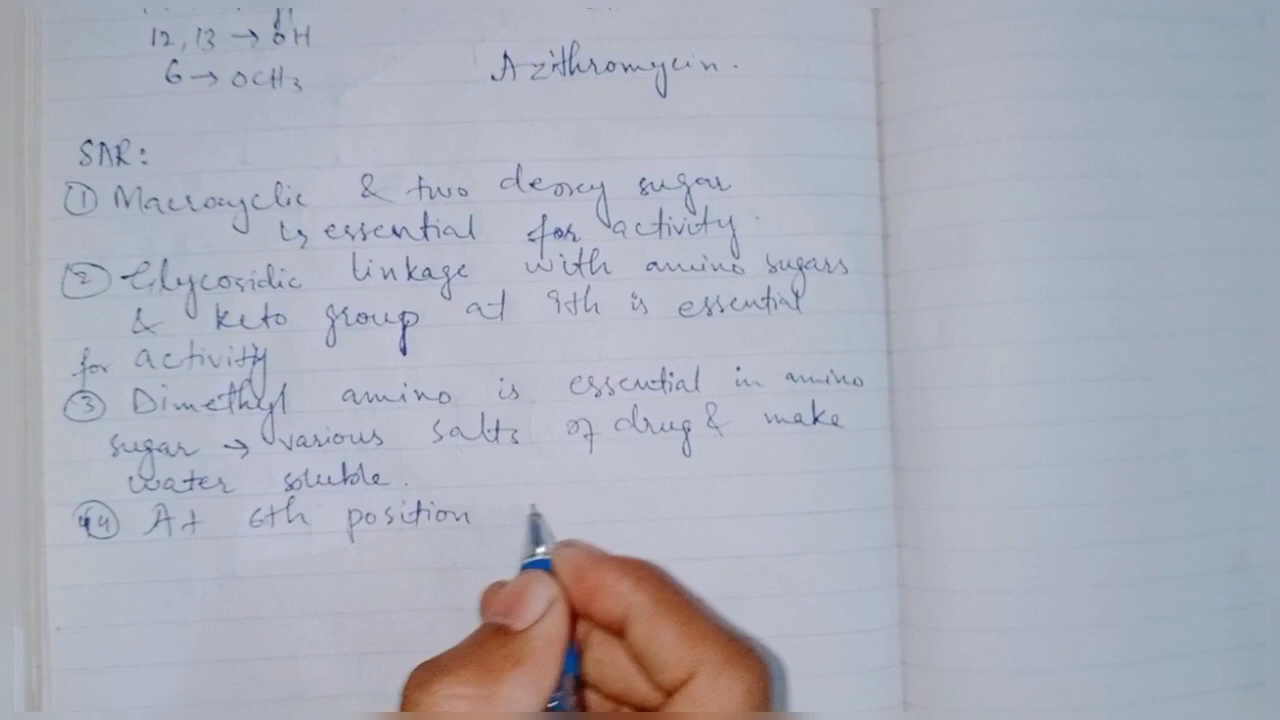 12, 13 → OH
6 → OCH3
Azithromycin.
SAR:
① Macrocyclic & two deoxy sugar
is essential for activity.
② Glycosidic linkage with amino sugars
& keto group at 9th is essential
for activity
③ Dimethyl amino is essential in amino
sugar → various salts of drug & make
water soluble.
④ At 6th position